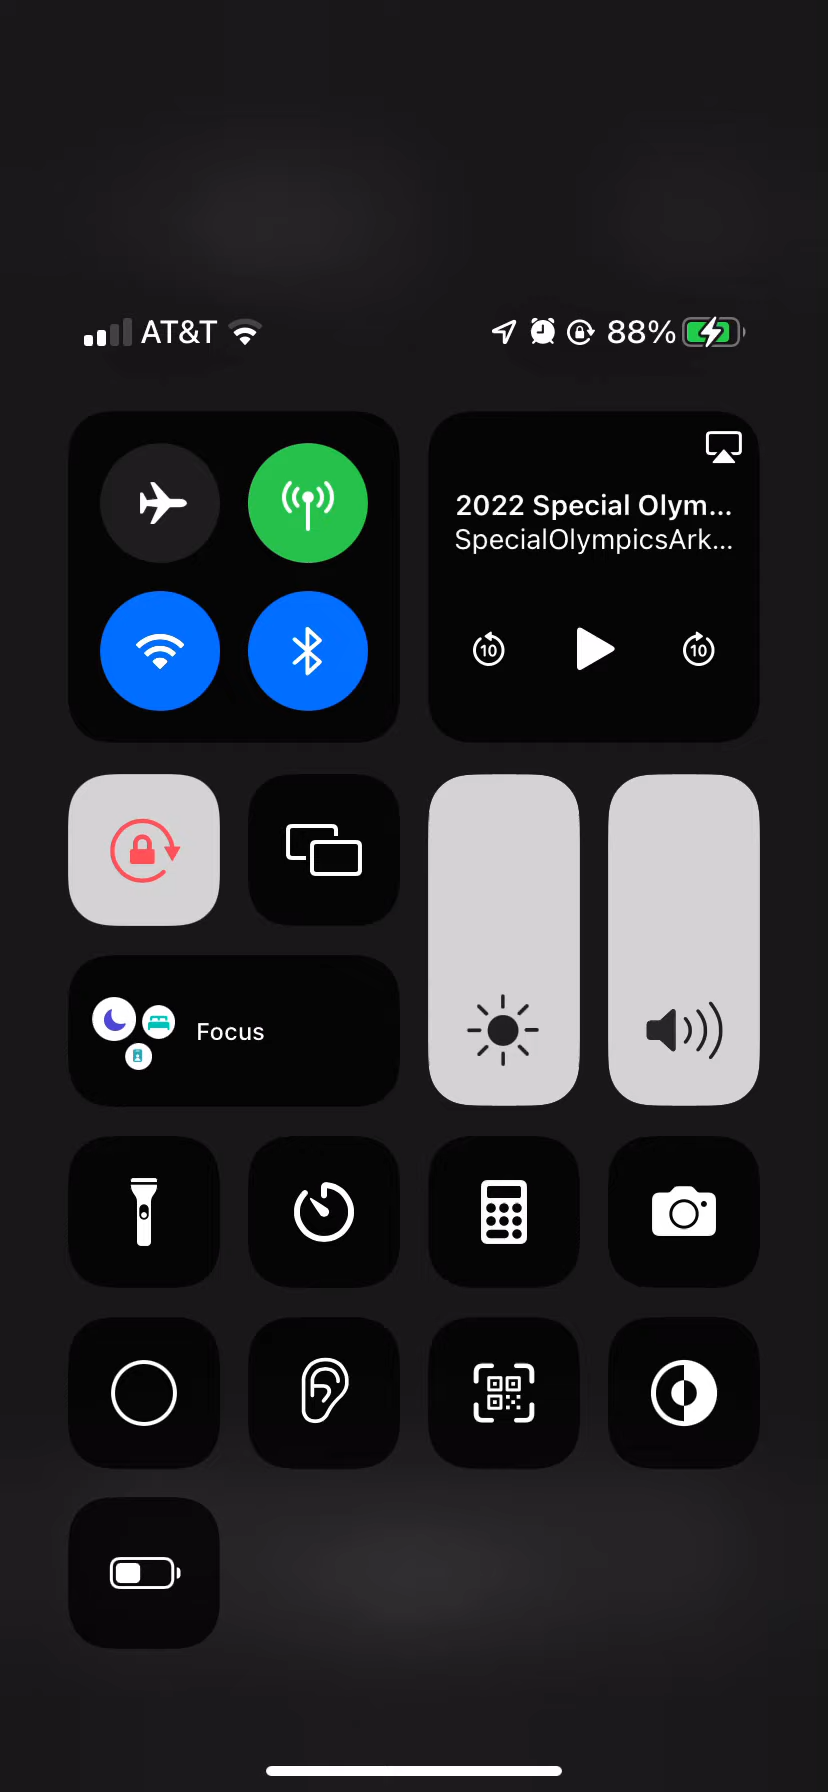 AT&T
88%
2022 Special Olym...
SpecialOlympicsArk...
10
10
Focus